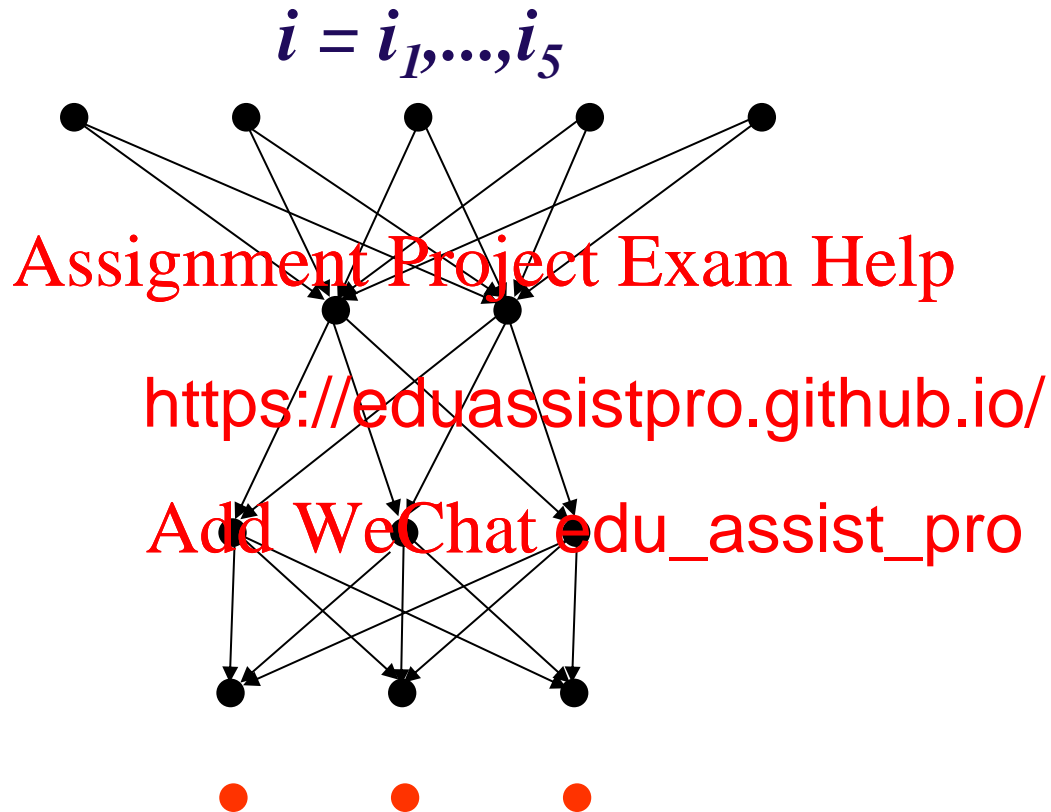 i = i1,...,i5
Assignment Project Exam Help
https://eduassistpro.github.io/
Add WeChat edu_assist_pro